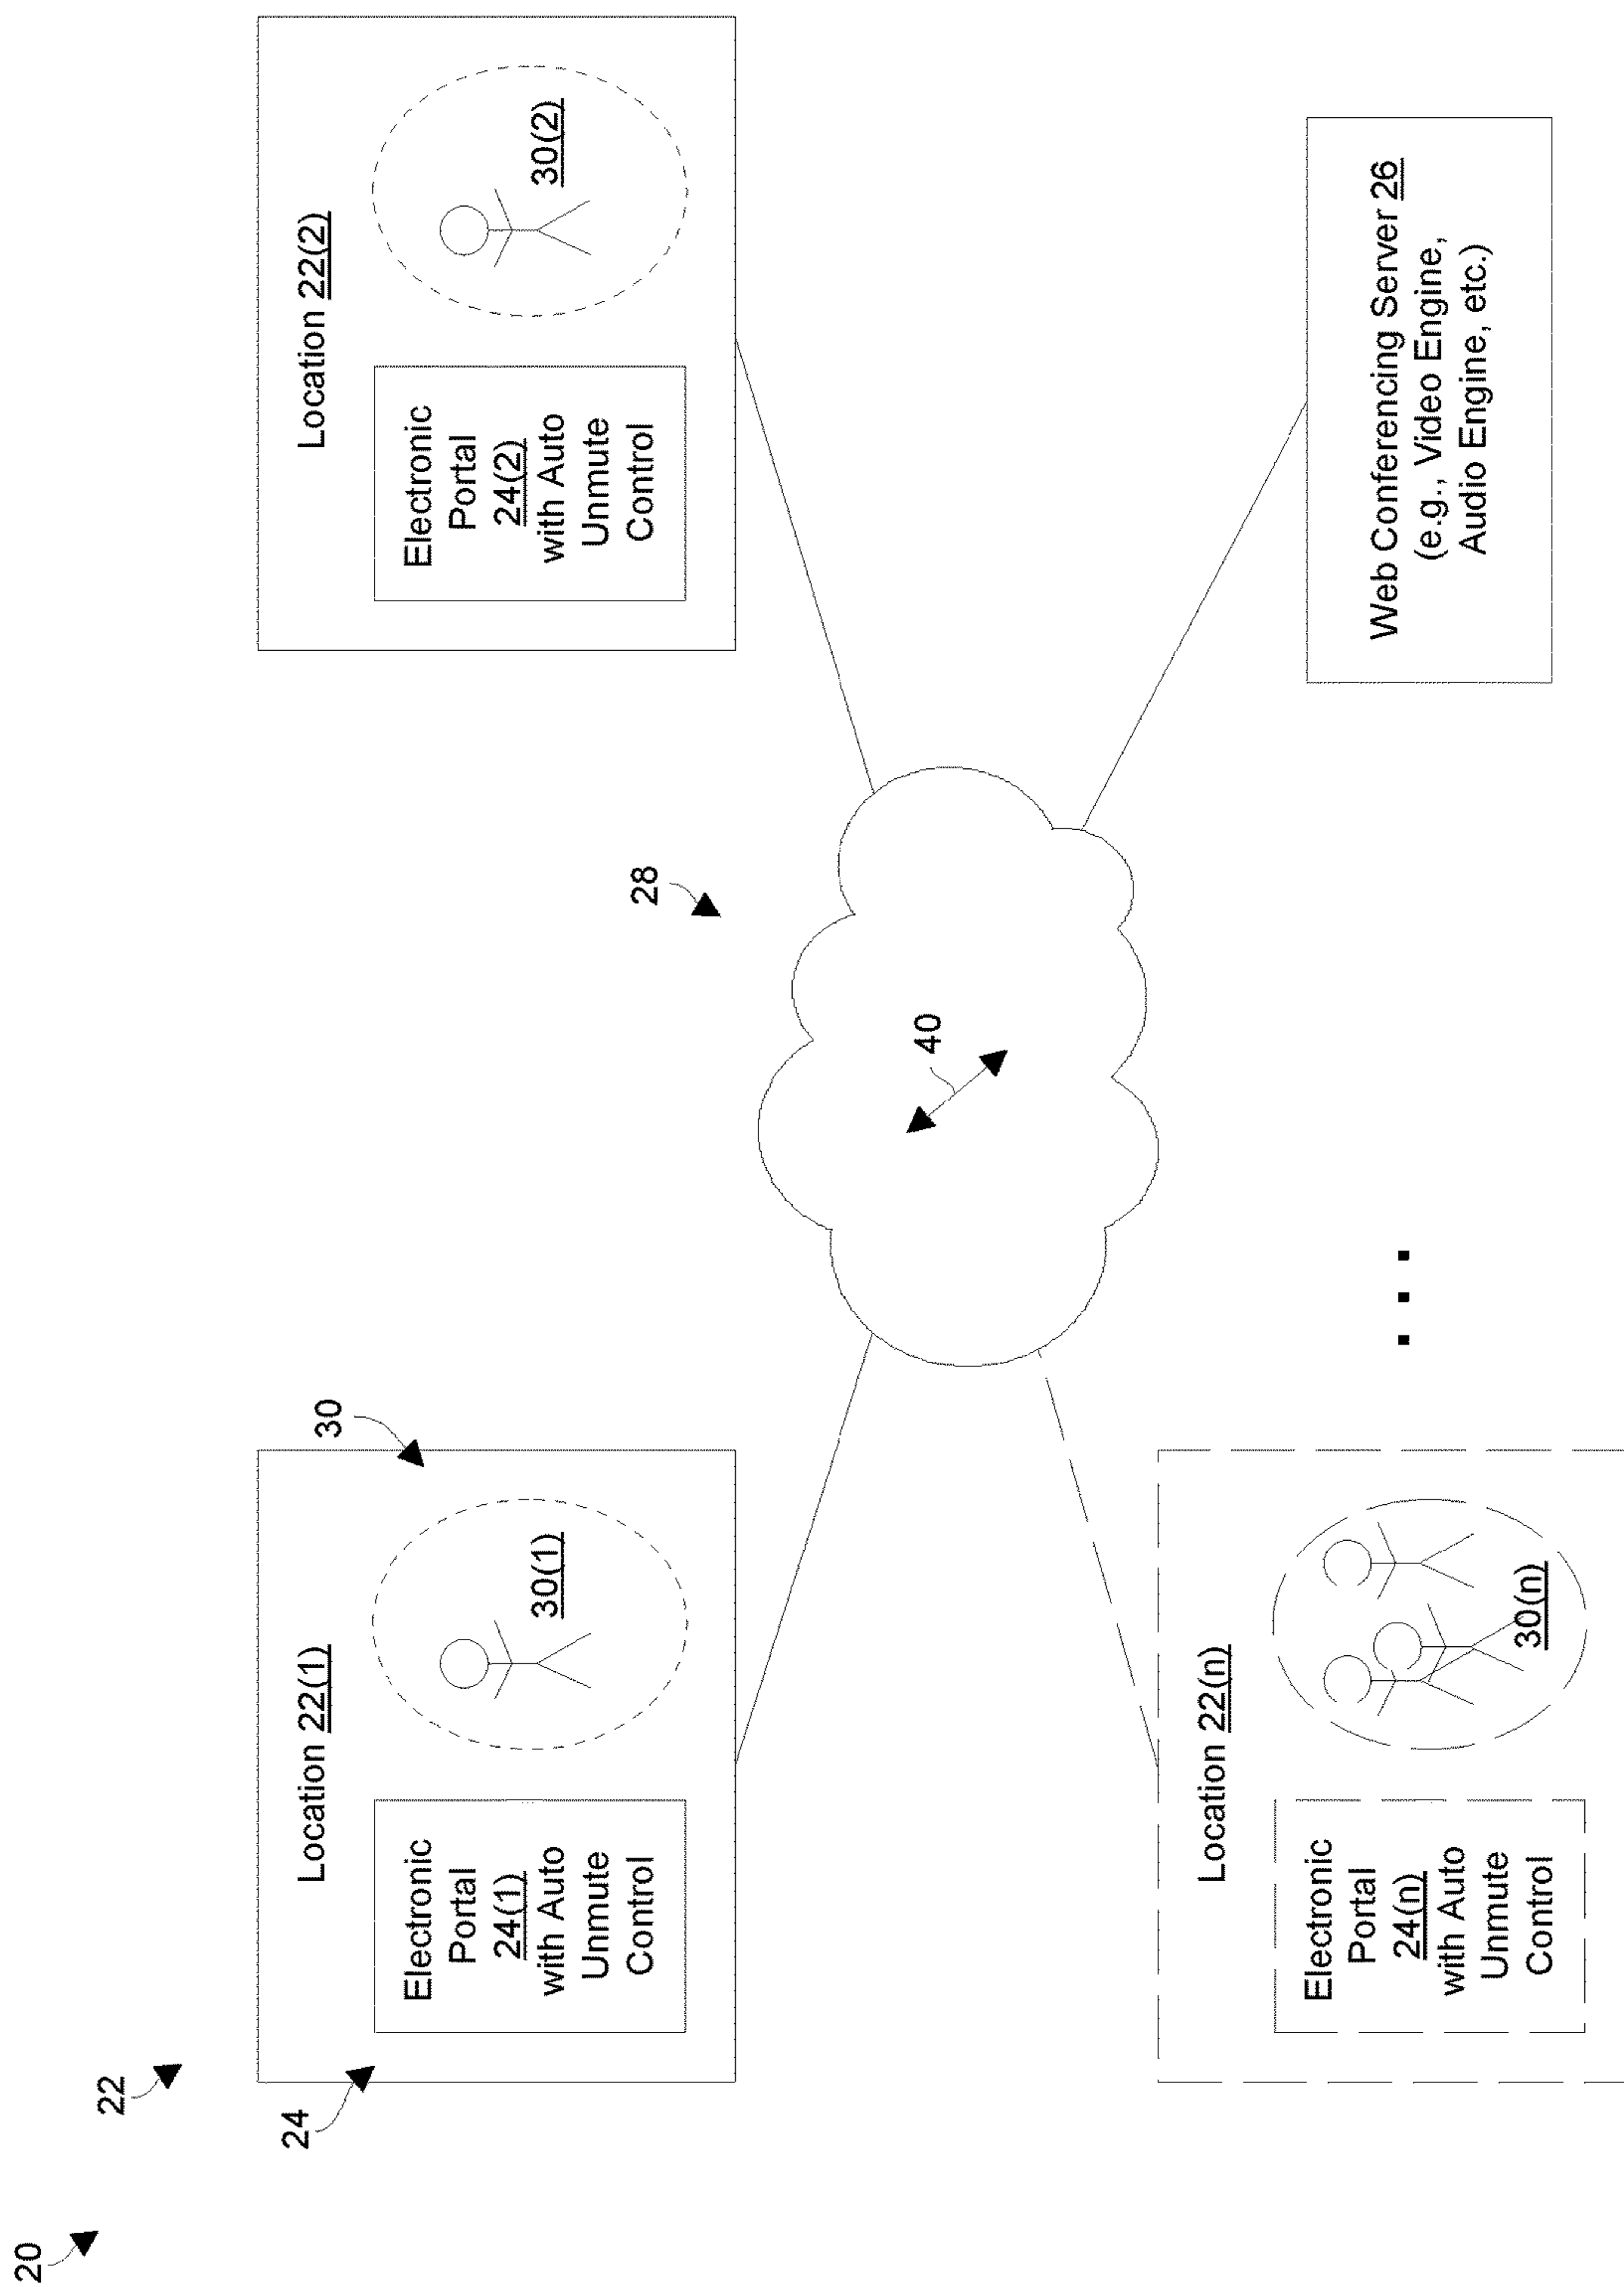 20
22
24
Location 22(1)
Electronic
Portal
24(1)
with Auto
Unmute
Control
30
30(1)
Location 22(2)
Electronic
Portal
24(2)
with Auto
Unmute
Control
30(2)
28
40
Location 22(n)
Electronic
Portal
24(n)
with Auto
Unmute
Control
30(n)
...
Web Conferencing Server 26
(e.g., Video Engine,
Audio Engine, etc.)